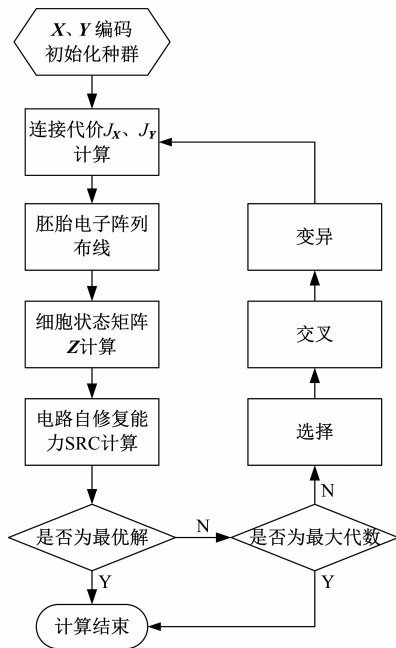 X、Y 编码
初始化种群
连接代价J_X、J_Y
计算
胚胎电子阵列
布线
细胞状态矩阵
Z计算
电路自修复能
力SRC计算
是否为最优解
N
Y
计算结束
变异
交叉
选择
N
是否为最大代数
Y